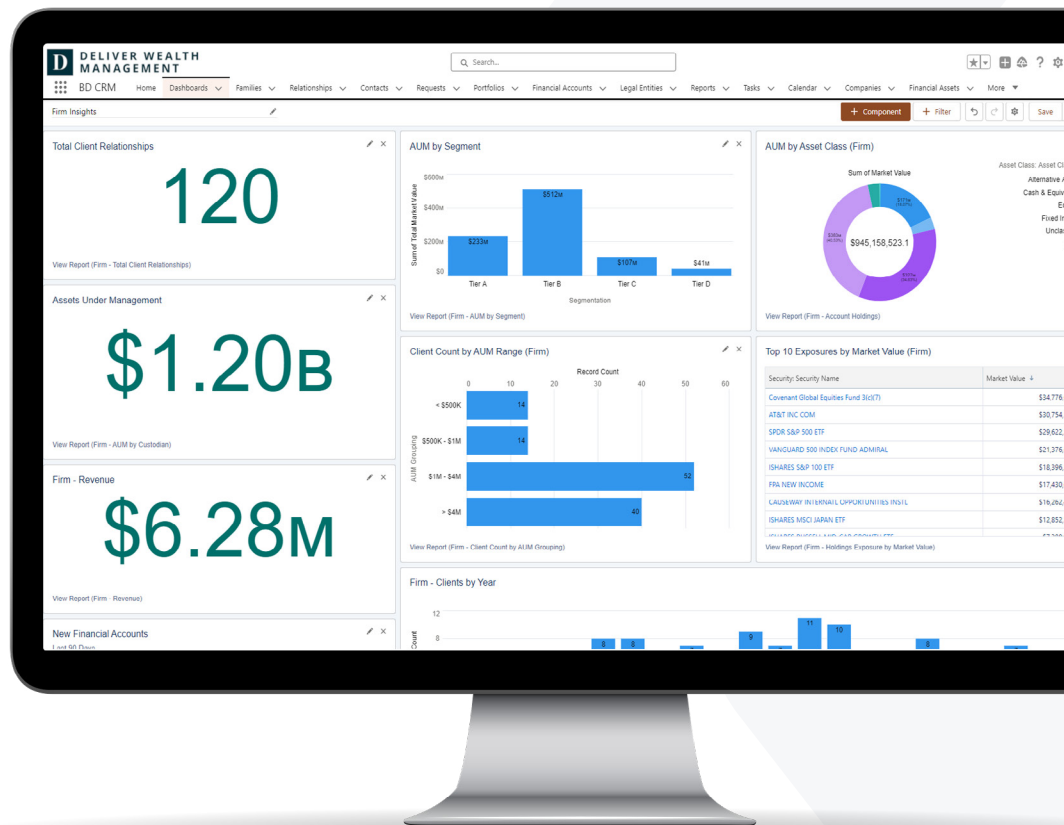 DELIVER WEALTH
MANAGEMENT
D
Search...
BD CRM
Home
Dashboards
Families
Relationships
Contacts
Requests
Portfolios
Financial Accounts
Legal Entities
Reports
Tasks
Calendar
Companies
Financial Assets
More
Firm Insights
+ Component
+ Filter
Save
Total Client Relationships
120
View Report (Firm - Total Client Relationships)
Assets Under Management
$1.20B
View Report (Firm - AUM by Custodian)
Firm - Revenue
$6.28M
View Report (Firm - Revenue)
New Financial Accounts
Last 90 Days
AUM by Segment
Sum of Total Market Value
$600M
$400M
$200M
$0
$233M
$512M
$107M
$41M
Tier A
Tier B
Tier C
Tier D
Segmentation
View Report (Firm - AUM by Segment)
AUM by Asset Class (Firm)
Sum of Market Value
$945,158,523.1
Asset Class: Asset Cl
Alternative A
Cash & Equiv
Eq
Fixed In
Unclas
View Report (Firm - Account Holdings)
Client Count by AUM Range (Firm)
Record Count
0
10
20
30
40
50
60
AUM Grouping
< $500K
14
$500K - $1M
14
$1M - $4M
52
> $4M
40
View Report (Firm - Client Count by AUM Grouping)
Top 10 Exposures by Market Value (Firm)
Security: Security Name
Market Value ↓
Covenant Global Equities Fund 3(c)(7)
$34,776,
AT&T INC COM
$30,754,
SPDR S&P 500 ETF
$29,622,
VANGUARD 500 INDEX FUND ADMIRAL
$21,376,
ISHARES S&P 100 ETF
$18,396,
FPA NEW INCOME
$17,430,
CAUSEWAY INTERNATL OPPORTUNITIES INSTL
$16,262,
ISHARES MSCI JAPAN ETF
$12,852,
View Report (Firm - Holdings Exposure by Market Value)
Firm - Clients by Year
Count
12
8
8
8
9
11
10
8